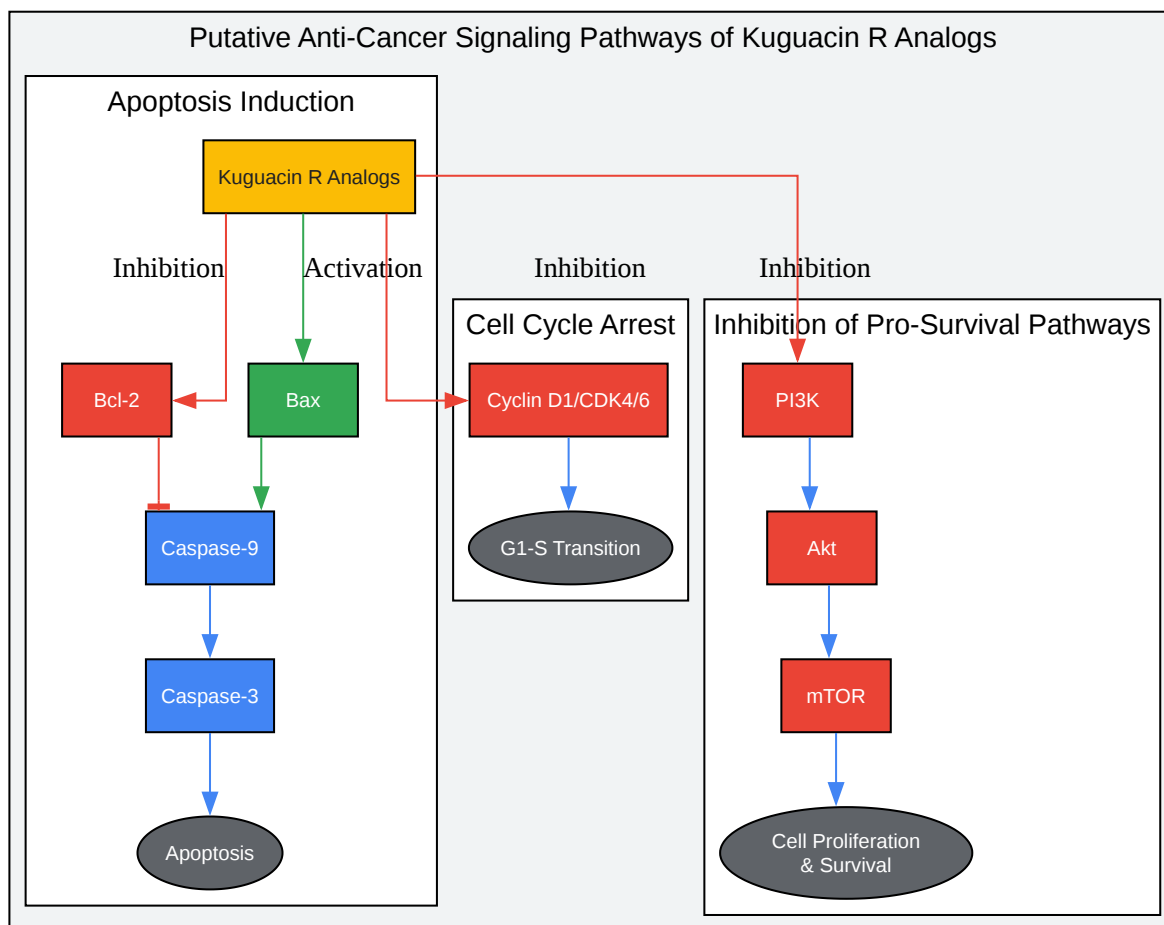 Putative Anti-Cancer Signaling Pathways of Kuguacin R Analogs
Apoptosis Induction
Kuguacin R Analogs
Inhibition
Activation
Inhibition
Inhibition
Cell Cycle Arrest
Inhibition of Pro-Survival Pathways
Bcl-2
Bax
Cyclin D1/CDK4/6
PI3K
Caspase-9
G1-S Transition
Akt
Caspase-3
mTOR
Apoptosis
Cell Proliferation
& Survival